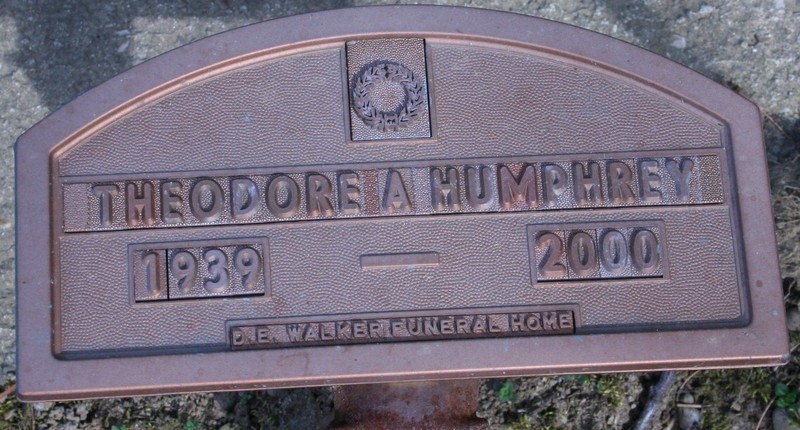 THEODORE A HUMPHREY
1939 — 2000
D.E. WALKER FUNERAL HOME